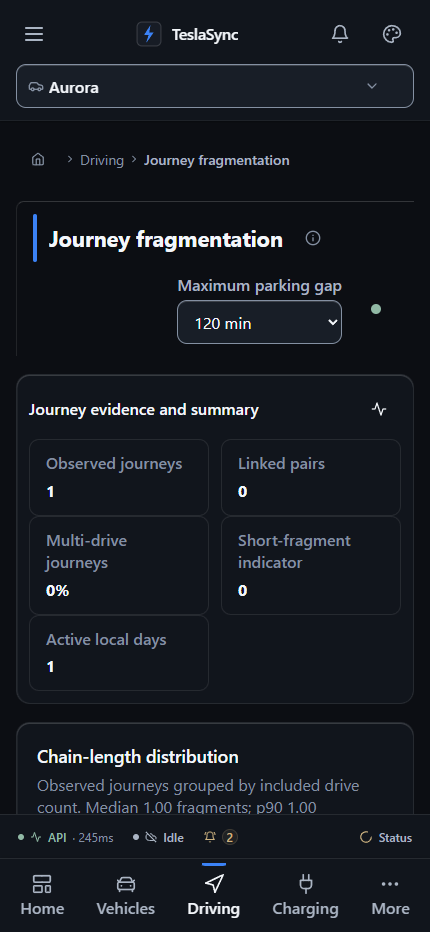 TeslaSync
Aurora
Driving
Journey fragmentation
Journey fragmentation
Maximum parking gap
120 min
Journey evidence and summary
Observed journeys
1
Linked pairs
0
Multi-drive
journeys
0%
Short-fragment
indicator
0
Active local days
1
Chain-length distribution
Observed journeys grouped by included drive
count. Median 1.00 fragments; p90 1.00
API · 245ms
Idle
2
Status
Home
Vehicles
Driving
Charging
More